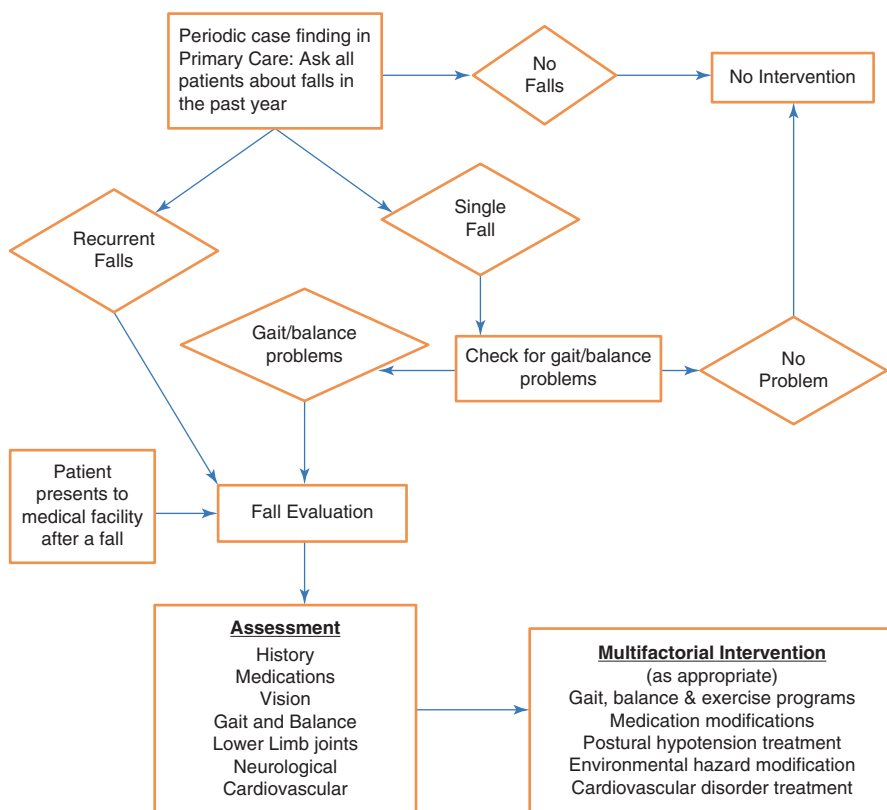 Periodic case finding in
Primary Care: Ask all
patients about falls in
the past year
No
Falls
No Intervention
Recurrent
Falls
Single
Fall
Gait/balance
problems
Check for gait/balance
problems
No
Problem
Patient
presents to
medical facility
after a fall
Fall Evaluation
Assessment
History
Medications
Vision
Gait and Balance
Lower Limb joints
Neurological
Cardiovascular
Multifactorial Intervention
(as appropriate)
Gait, balance & exercise programs
Medication modifications
Postural hypotension treatment
Environmental hazard modification
Cardiovascular disorder treatment